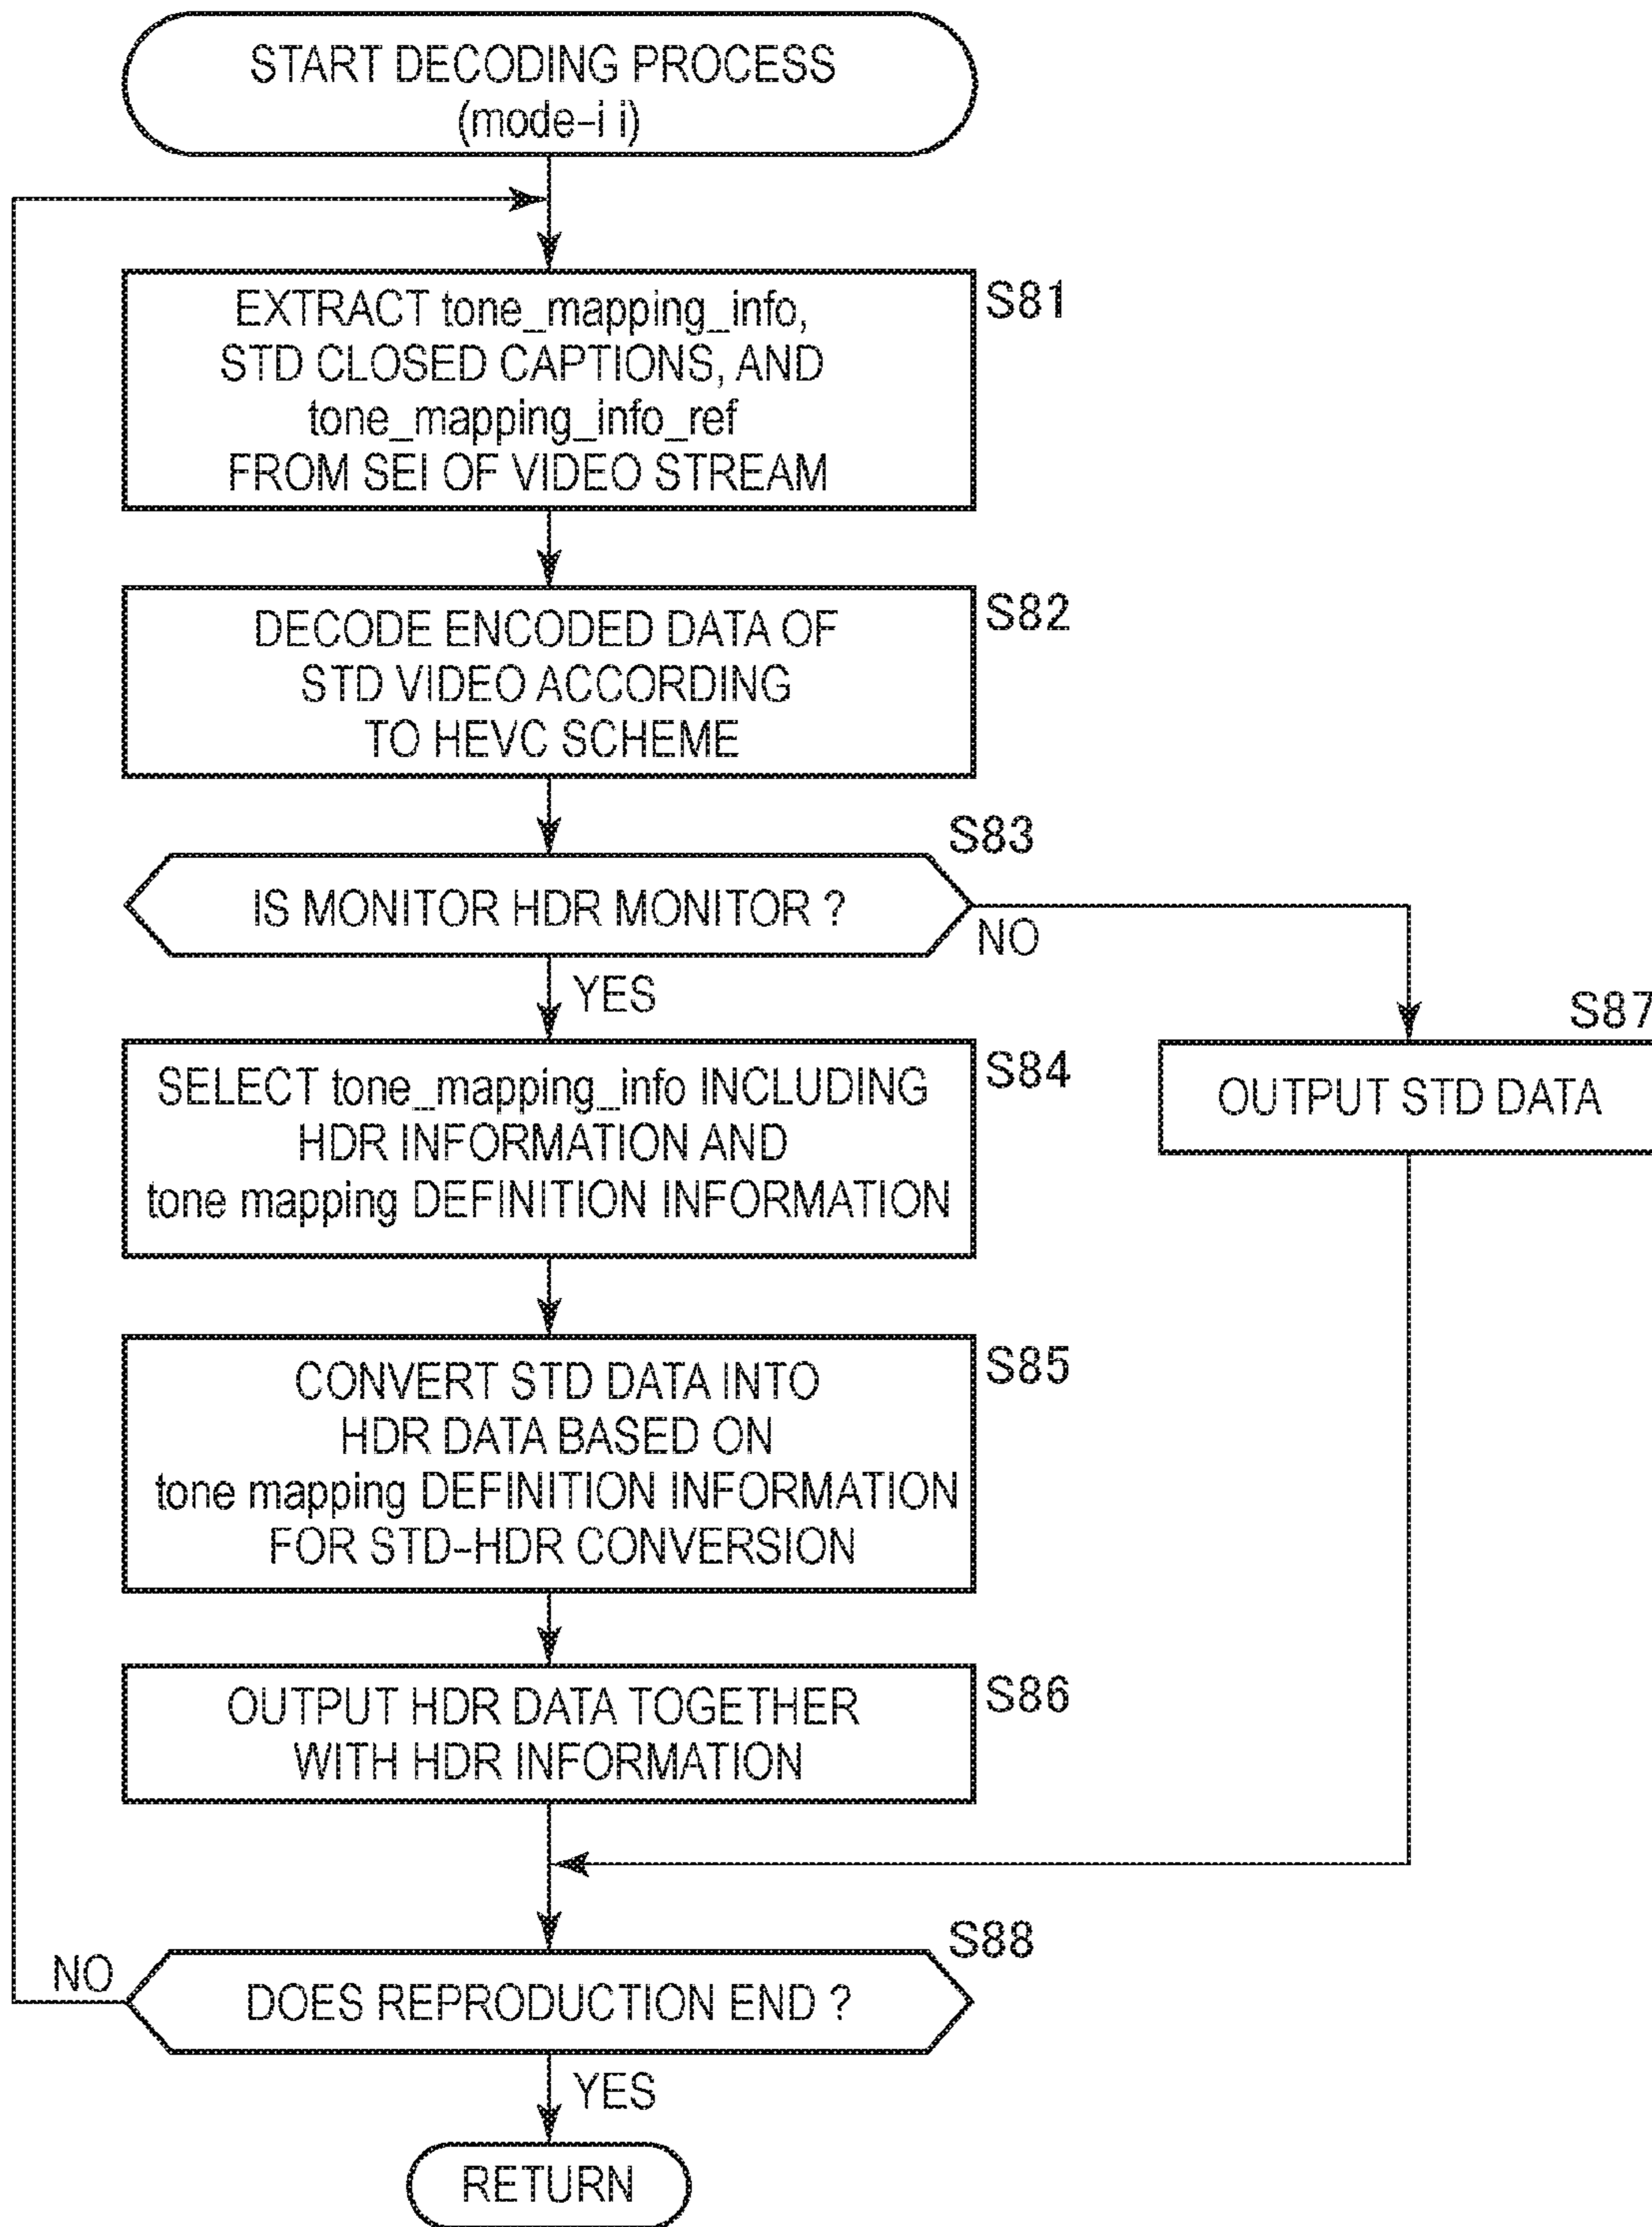 START DECODING PROCESS
(mode-i i)
EXTRACT tone_mapping_info,
STD CLOSED CAPTIONS, AND
tone_mapping_info_ref
FROM SEI OF VIDEO STREAM
S81
DECODE ENCODED DATA OF
STD VIDEO ACCORDING
TO HEVC SCHEME
S82
IS MONITOR HDR MONITOR ?
S83
NO
YES
SELECT tone_mapping_info INCLUDING
HDR INFORMATION AND
tone mapping DEFINITION INFORMATION
S84
OUTPUT STD DATA
S87
CONVERT STD DATA INTO
HDR DATA BASED ON
tone mapping DEFINITION INFORMATION
FOR STD-HDR CONVERSION
S85
OUTPUT HDR DATA TOGETHER
WITH HDR INFORMATION
S86
DOES REPRODUCTION END ?
S88
NO
YES
RETURN